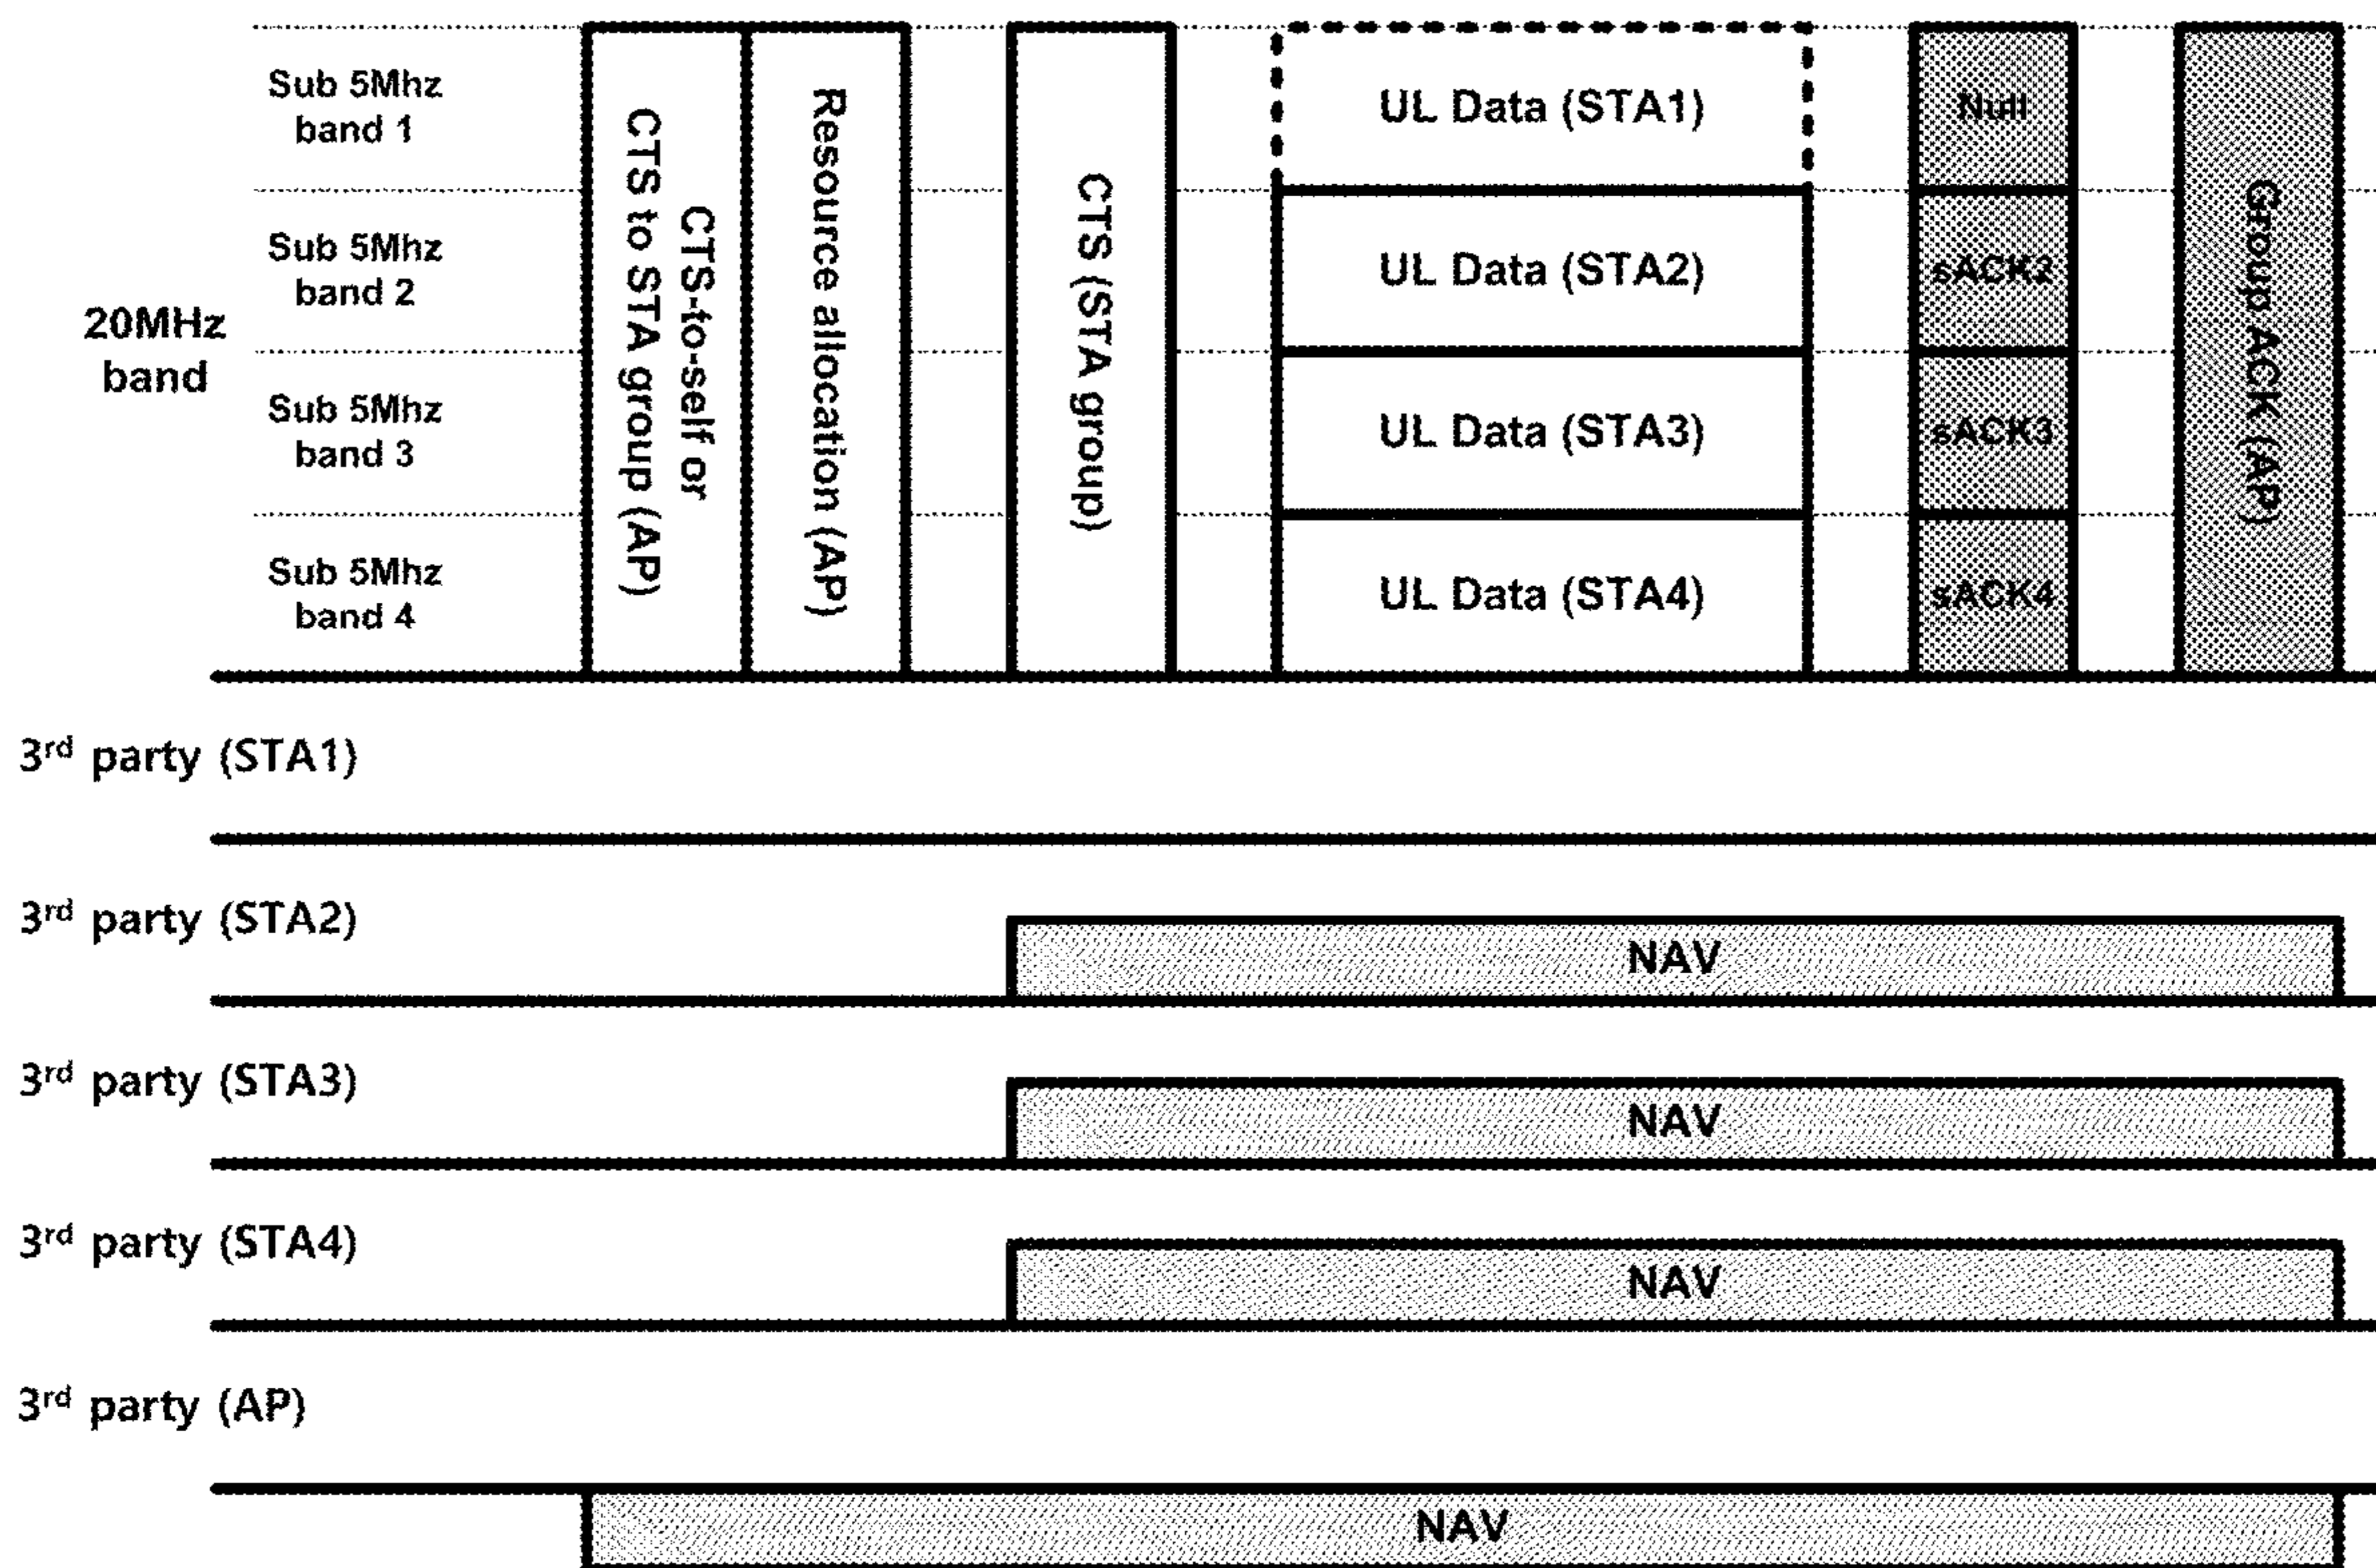 20MHz
band
Sub 5Mhz
band 1
Sub 5Mhz
band 2
Sub 5Mhz
band 3
Sub 5Mhz
band 4
CTS-to-self or
CTS to STA group (AP)
Resource allocation (AP)
CTS (STA group)
UL Data (STA1)
UL Data (STA2)
UL Data (STA3)
UL Data (STA4)
Null
sACK2
sACK3
sACK4
Group ACK (AP)
3rd party (STA1)
3rd party (STA2)
NAV
3rd party (STA3)
NAV
3rd party (STA4)
NAV
3rd party (AP)
NAV